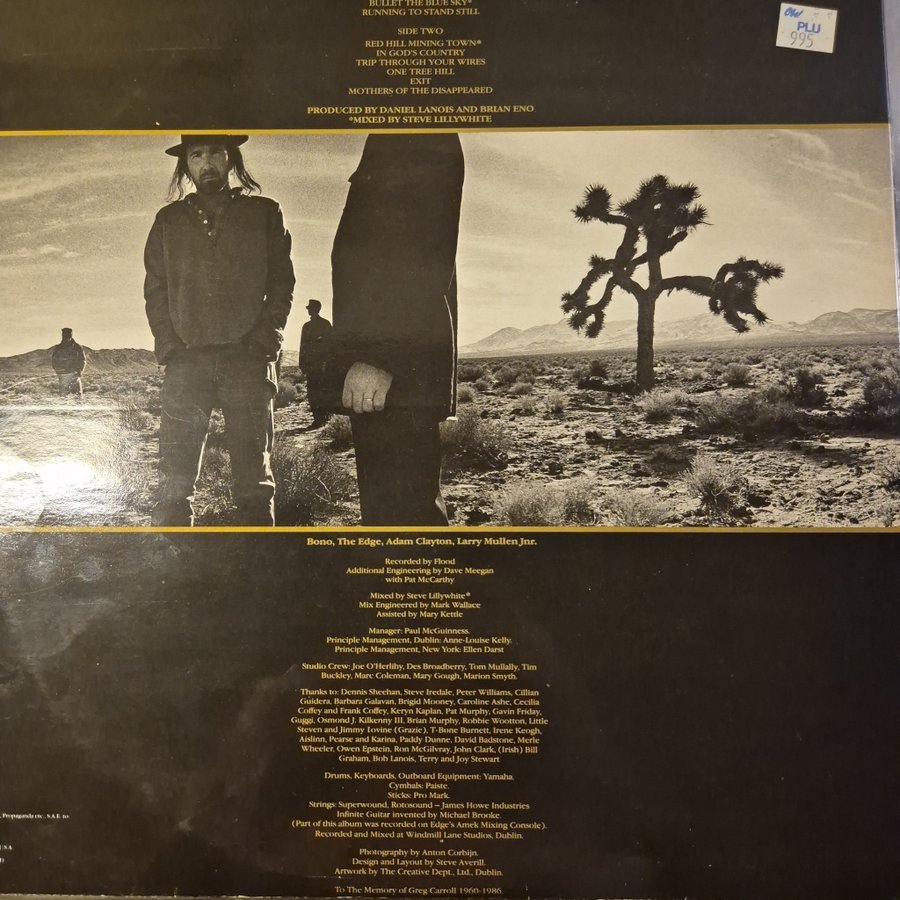 BULLET THE BLUE SKY*
RUNNING TO STAND STILL
SIDE TWO
RED HILL MINING TOWN*
IN GOD'S COUNTRY
TRIP THROUGH YOUR WIRES
ONE TREE HILL
EXIT
MOTHERS OF THE DISAPPEARED
PRODUCED BY DANIEL LANOIS AND BRIAN ENO
*MIXED BY STEVE LILLYWHITE
PLU
995
Bono, The Edge, Adam Clayton, Larry Mullen Jnr.
Recorded by Flood
Additional Engineering by Dave Meegan
with Pat McCarthy
Mixed by Steve Lillywhite*
Mix Engineered by Mark Wallace
Assisted by Mary Kettle
Manager: Paul McGuinness.
Principle Management, Dublin: Anne-Louise Kelly.
Principle Management, New York: Ellen Darst
Studio Crew: Joe O'Herlihy, Des Broadberry, Tom Mullally, Tim
Buckley, Marc Coleman, Mary Gough, Marion Smyth.
Thanks to: Dennis Sheehan, Steve Iredale, Peter Williams, Cillian
Guidera, Barbara Galavan, Brigid Mooney, Caroline Ashe, Cecilia
Coffey and Frank Coffey, Keryn Kaplan, Pat Murphy, Gavin Friday,
Guggi, Osmond J. Kilkenny III, Brian Murphy, Robbie Wootton, Little
Steven and Jimmy Iovine (Grazie), T-Bone Burnett, Irene Keogh,
Aislinn, Pearse and Karina, Paddy Dunne, David Badstone, Merle
Wheeler, Owen Epstein, Ron McGilvray, John Clark, (Irish) Bill
Graham, Bob Lanois, Terry and Joy Stewart
Drums, Keyboards, Outboard Equipment: Yamaha.
Cymbals: Paiste.
Sticks: Pro Mark.
Strings: Superwound, Rotosound – James Howe Industries
Infinite Guitar invented by Michael Brooke.
(Part of this album was recorded on Edge's Amek Mixing Console).
Recorded and Mixed at Windmill Lane Studios, Dublin.
*
Photography by Anton Corbijn.
Design and Layout by Steve Averill.
Artwork by The Creative Dept., Ltd., Dublin.
To The Memory of Greg Carroll 1960-1986.
, Propaganda etc., S.A.E. to
USA